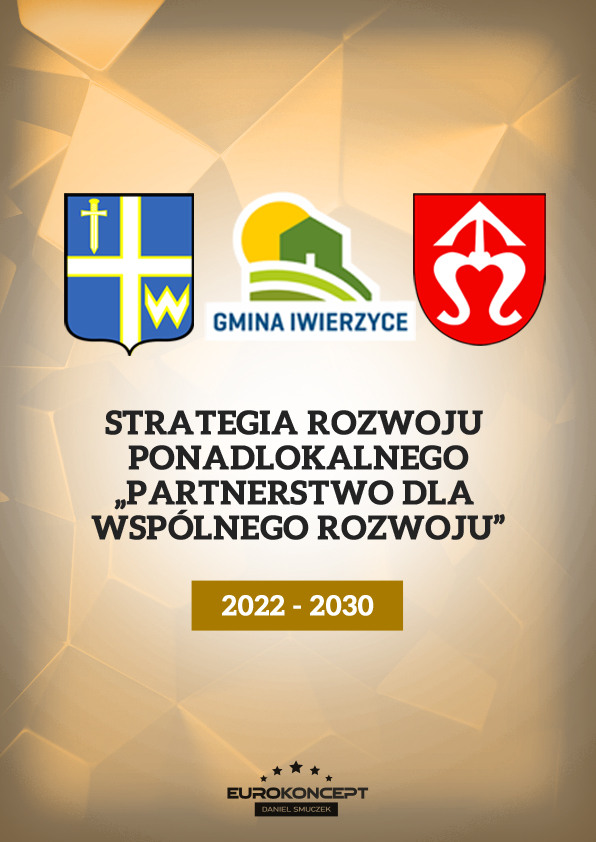 GMINA IWIERZYCE
STRATEGIA ROZWOJU
PONADLOKALNEGO
„PARTNERSTWO DLA
WSPÓLNEGO ROZWOJU”
2022 - 2030
EUROKONCEPT
DANIEL SMUCZEK